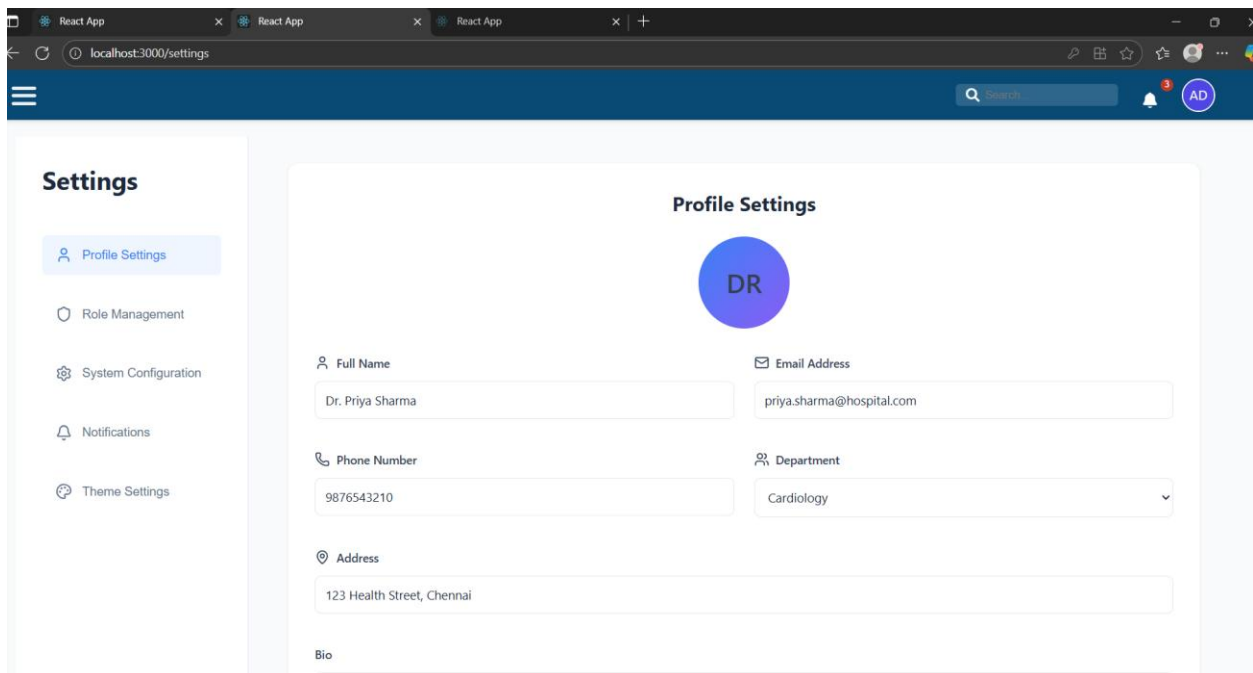 React App React App React App
localhost:3000/settings
Search... 3 AD
Settings
Profile Settings
Role Management
System Configuration
Notifications
Theme Settings
Profile Settings
DR
Full Name Email Address
Dr. Priya Sharma priya.sharma@hospital.com
Phone Number Department
9876543210 Cardiology
Address
123 Health Street, Chennai
Bio